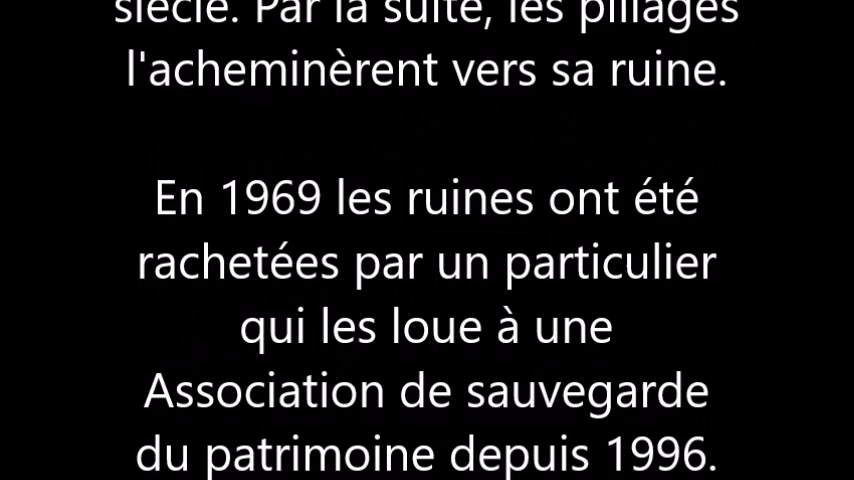 siècle. Par la suite, les pillages
l'acheminèrent vers sa ruine.
En 1969 les ruines ont été
rachetées par un particulier
qui les loue à une
Association de sauvegarde
du patrimoine depuis 1996.